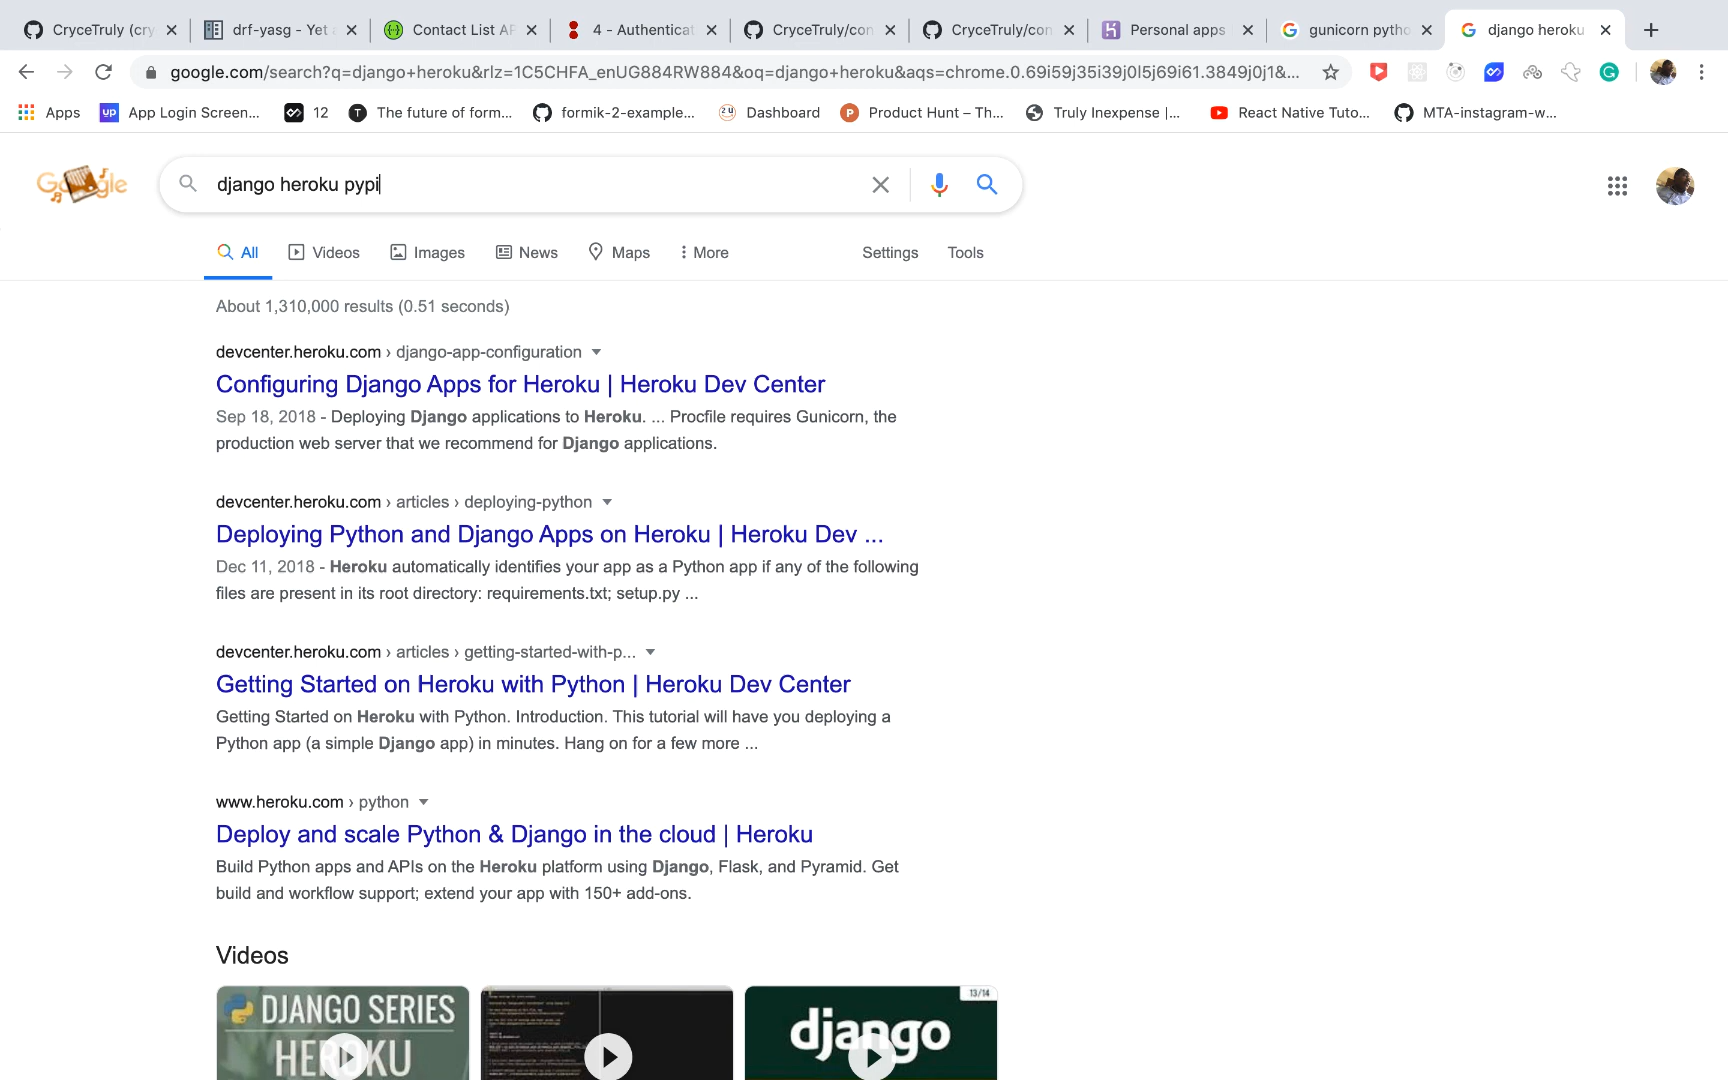 CryceTruly (cry
drf-yasg - Yet a
Contact List AP
4 - Authenticat
CryceTruly/con
CryceTruly/con
Personal apps
gunicorn pytho
django heroku
google.com/search?q=django+heroku&rlz=1C5CHFA_enUG884RW884&oq=django+heroku&aqs=chrome.0.69i59j35i39j0l5j69i61.3849j0j1&...
Apps
up App Login Screen...
12
T The future of form...
formik-2-example...
2U Dashboard
P Product Hunt – Th...
Truly Inexpense |...
React Native Tuto...
MTA-instagram-w...
Google
django heroku pypi
All
Videos
Images
News
Maps
More
Settings
Tools
About 1,310,000 results (0.51 seconds)
devcenter.heroku.com › django-app-configuration
Configuring Django Apps for Heroku | Heroku Dev Center
Sep 18, 2018 - Deploying Django applications to Heroku. ... Procfile requires Gunicorn, the
production web server that we recommend for Django applications.
devcenter.heroku.com › articles › deploying-python
Deploying Python and Django Apps on Heroku | Heroku Dev ...
Dec 11, 2018 - Heroku automatically identifies your app as a Python app if any of the following
files are present in its root directory: requirements.txt; setup.py ...
devcenter.heroku.com › articles › getting-started-with-p...
Getting Started on Heroku with Python | Heroku Dev Center
Getting Started on Heroku with Python. Introduction. This tutorial will have you deploying a
Python app (a simple Django app) in minutes. Hang on for a few more ...
www.heroku.com › python
Deploy and scale Python & Django in the cloud | Heroku
Build Python apps and APIs on the Heroku platform using Django, Flask, and Pyramid. Get
build and workflow support; extend your app with 150+ add-ons.
Videos
DJANGO SERIES
HEROKU
13/14
django